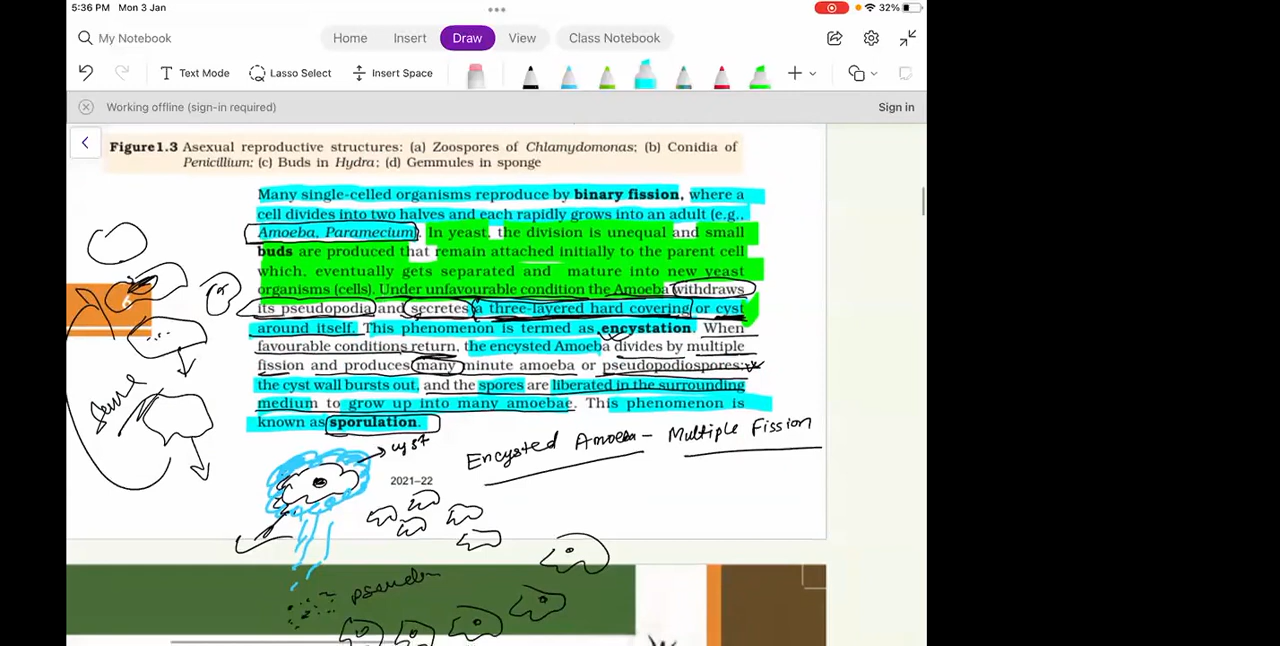 5:36 PM Mon 3 Jan
32%
My Notebook
Home Insert Draw View Class Notebook
Text Mode Lasso Select Insert Space
Working offline (sign-in required)
Sign in
Figure1.3 Asexual reproductive structures: (a) Zoospores of Chlamydomonas; (b) Conidia of
Penicillium; (c) Buds in Hydra; (d) Gemmules in sponge
Many single-celled organisms reproduce by binary fission, where a
cell divides into two halves and each rapidly grows into an adult (e.g.,
Amoeba, Paramecium). In yeast, the division is unequal and small
buds are produced that remain attached initially to the parent cell
which, eventually gets separated and mature into new yeast
organisms (cells). Under unfavourable condition the Amoeba withdraws
6
its pseudopodia and secretes a three-layered hard covering or cyst
around itself. This phenomenon is termed as encystation. When
favourable conditions return, the encysted Amoeba divides by multiple
fission and produces many minute amoeba or pseudopodiospores;
the cyst wall bursts out, and the spores are liberated in the surrounding
medium to grow up into many amoebae. This phenomenon is
known as sporulation.
cyst
Encysted Amoeba – Multiple Fission
2021–22